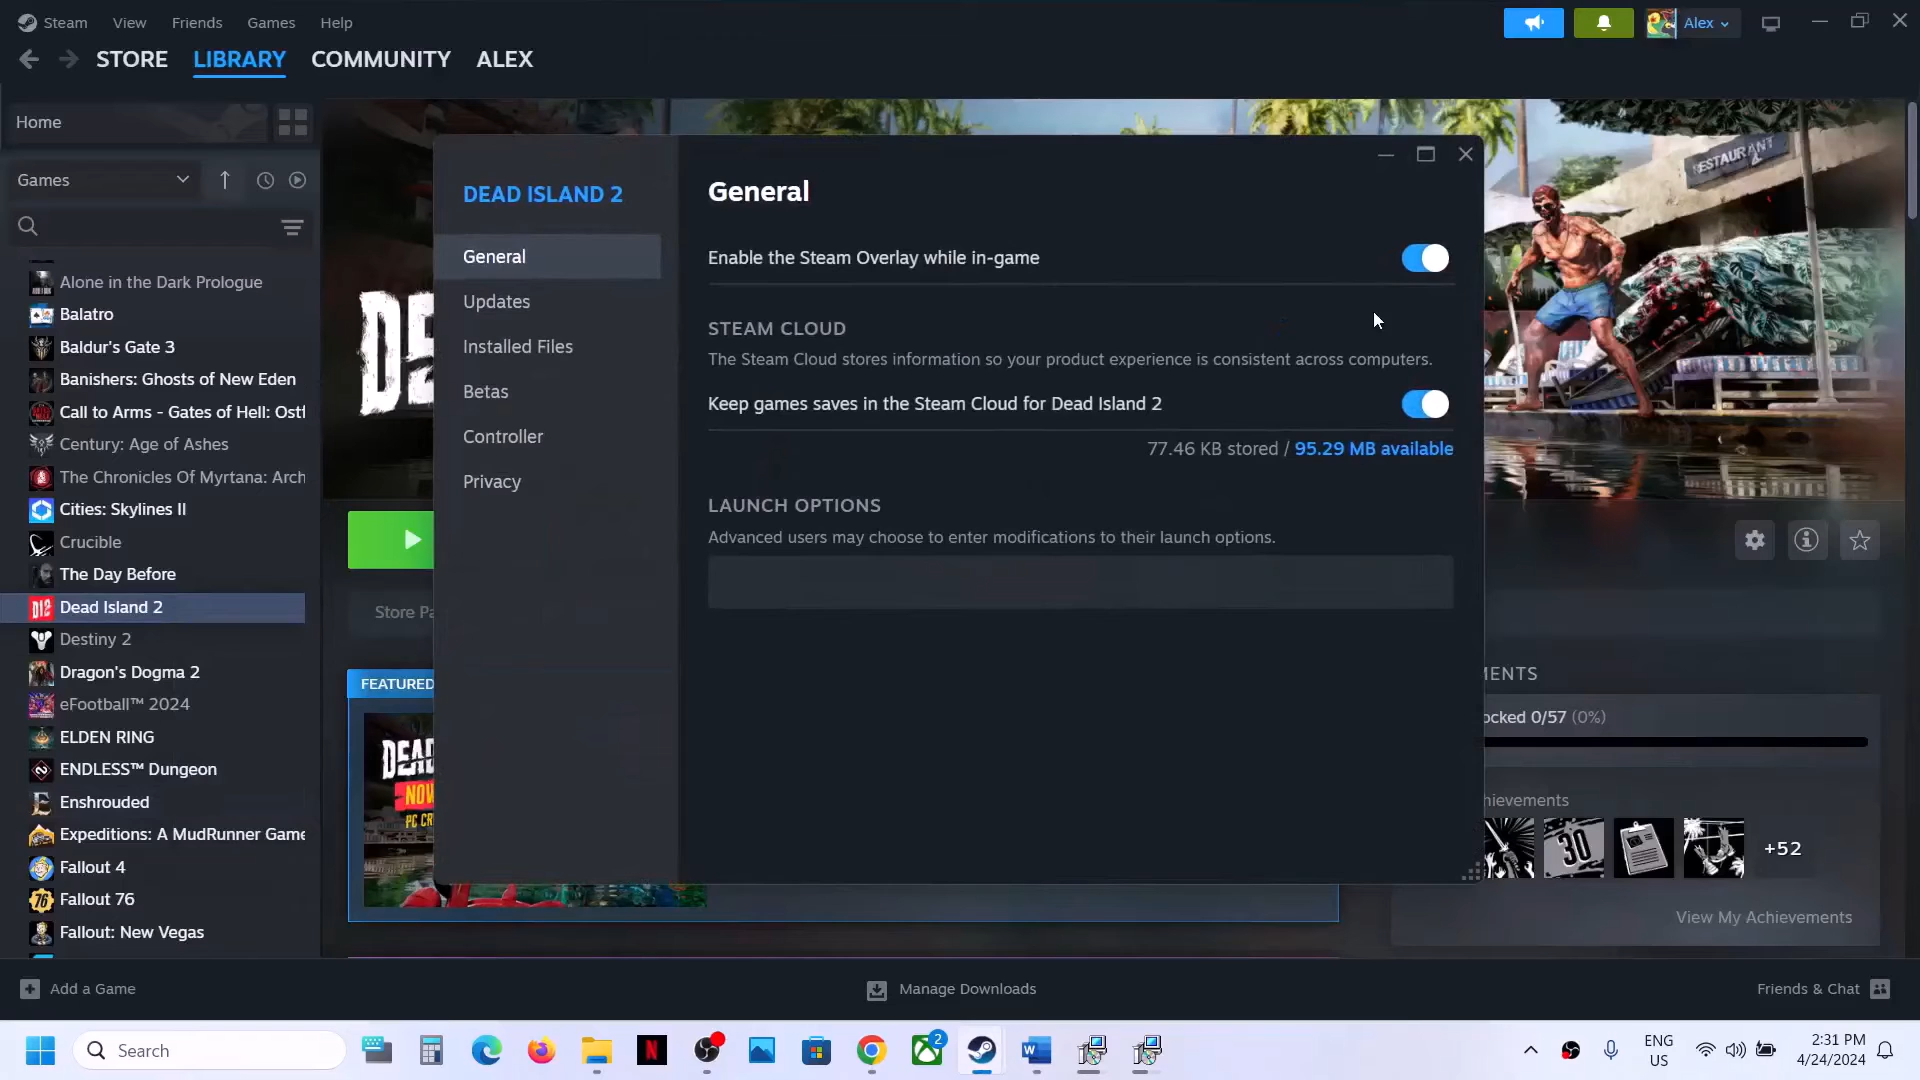 Steam View Friends Games Help
Alex
STORE LIBRARY COMMUNITY ALEX
Home
Games
Alone in the Dark Prologue
Balatro
Baldur's Gate 3
Banishers: Ghosts of New Eden
Call to Arms - Gates of Hell: Ostf
Century: Age of Ashes
The Chronicles Of Myrtana: Arch
Cities: Skylines II
Crucible
The Day Before
Dead Island 2
Destiny 2
Dragon's Dogma 2
eFootball™ 2024
ELDEN RING
ENDLESS™ Dungeon
Enshrouded
Expeditions: A MudRunner Game
Fallout 4
Fallout 76
Fallout: New Vegas
RESTAURANT
DEAD ISLAND 2
General
Updates
Installed Files
Betas
Controller
Privacy
General
Enable the Steam Overlay while in-game
STEAM CLOUD
The Steam Cloud stores information so your product experience is consistent across computers.
Keep games saves in the Steam Cloud for Dead Island 2
77.46 KB stored / 95.29 MB available
LAUNCH OPTIONS
Advanced users may choose to enter modifications to their launch options.
Store Pa
FEATURED
DEAD
NOW
PC CR
MENTS
ocked 0/57 (0%)
hievements
30
+52
View My Achievements
Add a Game
Manage Downloads
Friends & Chat
Search
2
ENG
US
2:31 PM
4/24/2024